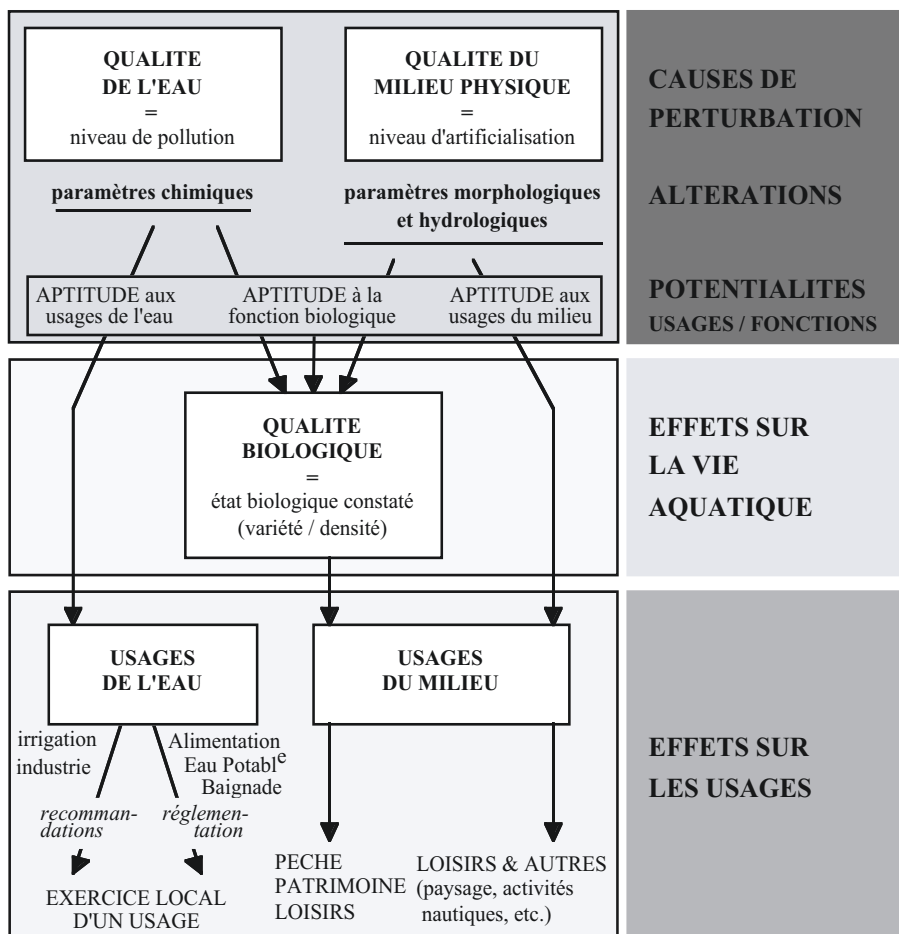 QUALITE
DE L'EAU
=
niveau de pollution
QUALITE DU
MILIEU PHYSIQUE
=
niveau d'artificialisation
CAUSES DE
PERTURBATION
paramètres chimiques
paramètres morphologiques
et hydrologiques
ALTERATIONS
APTITUDE aux
usages de l'eau
APTITUDE à la
fonction biologique
APTITUDE aux
usages du milieu
POTENTIALITES
USAGES / FONCTIONS
QUALITE
BIOLOGIQUE
=
état biologique constaté
(variété / densité)
EFFETS SUR
LA VIE
AQUATIQUE
USAGES
DE L'EAU
USAGES
DU MILIEU
irrigation
industrie
Alimentation
Eau Potable
Baignade
recomman-
dations
réglemen-
tation
EXERCICE LOCAL
D'UN USAGE
PECHE
PATRIMOINE
LOISIRS
LOISIRS & AUTRES
(paysage, activités
nautiques, etc.)
EFFETS SUR
LES USAGES